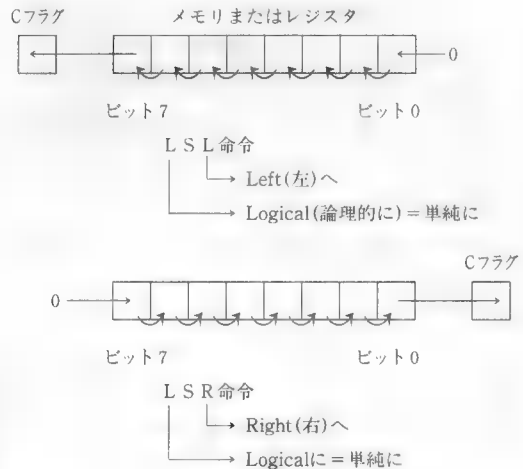 Cフラグ メモリまたはレジスタ
0
ビット7 ビット0
LSL命令
Left(左)へ
Logical(論理的に)=単純に
Cフラグ
0
ビット7 ビット0
LSR命令
Right(右)へ
Logicalに=単純に